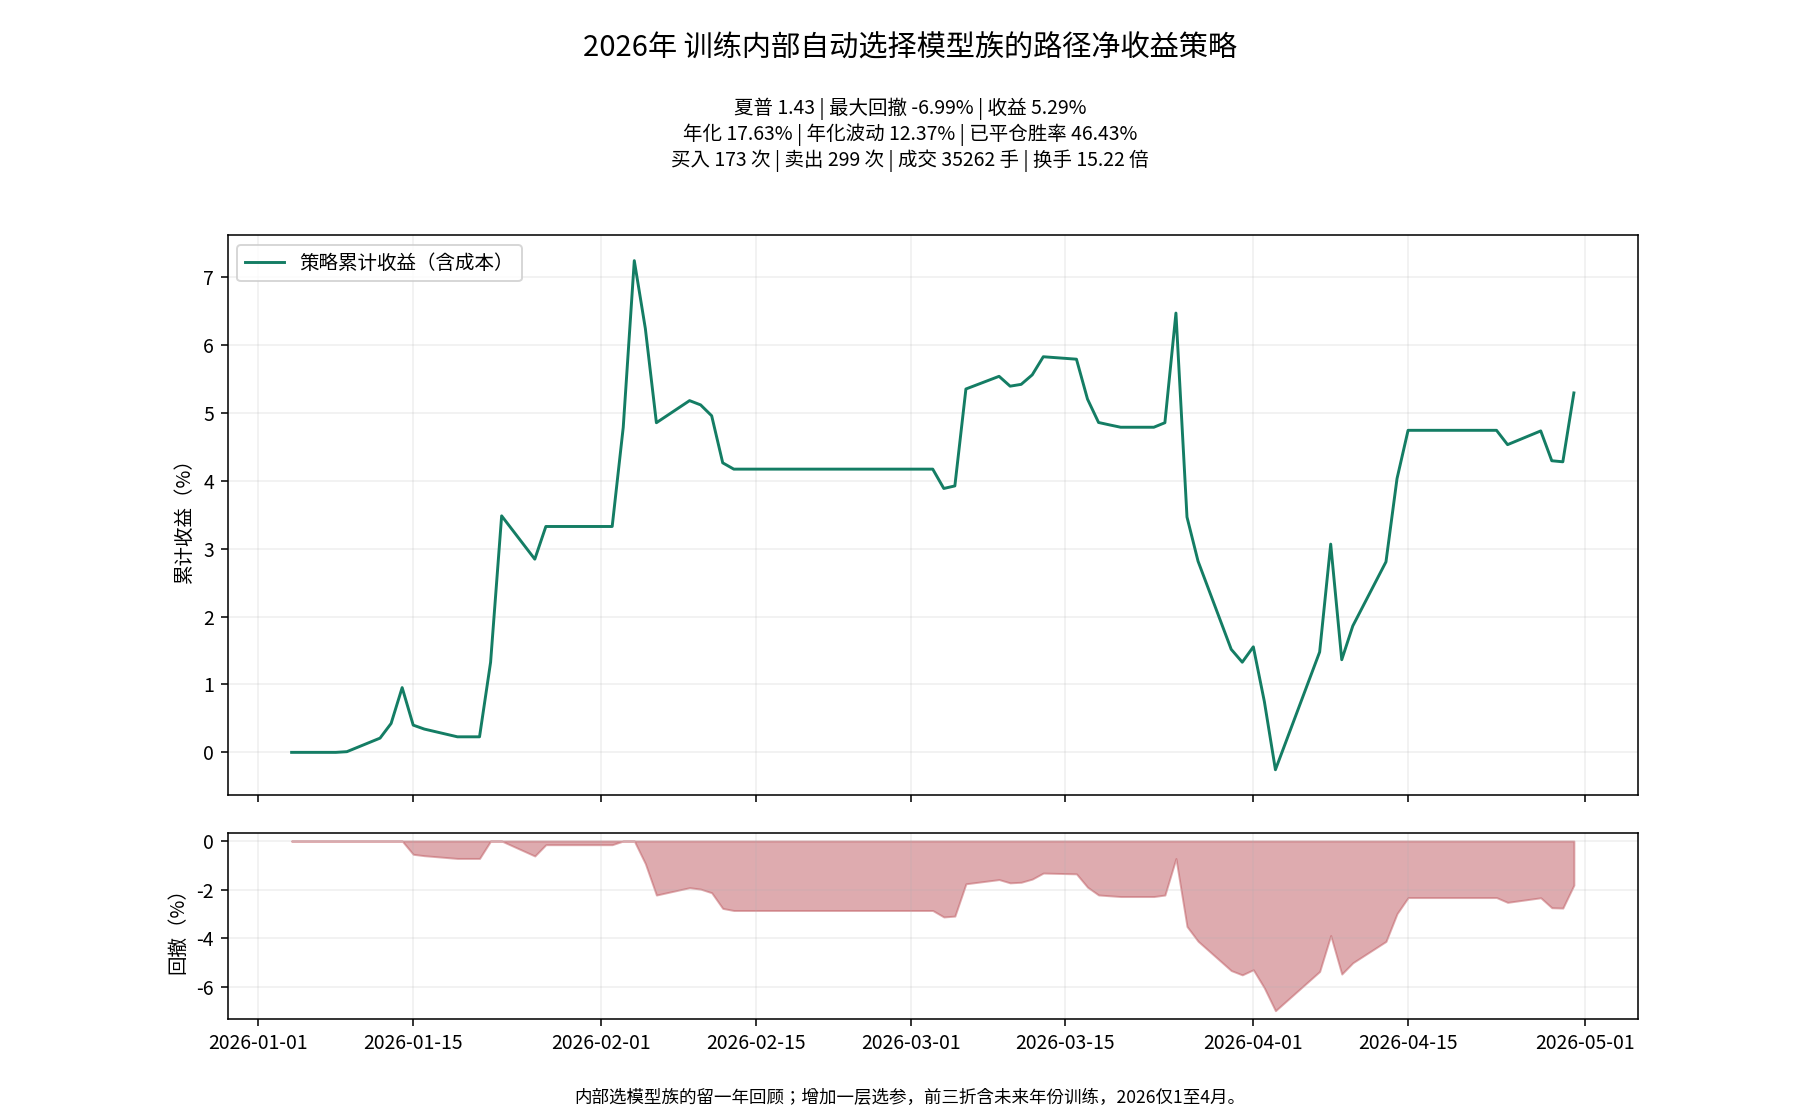 2026年 训练内部自动选择模型族的路径净收益策略
夏普 1.43 | 最大回撤 -6.99% | 收益 5.29%
年化 17.63% | 年化波动 12.37% | 已平仓胜率 46.43%
买入 173 次 | 卖出 299 次 | 成交 35262 手 | 换手 15.22 倍
策略累计收益（含成本）
累计收益（%）
7
6
5
4
3
2
1
0
回撤（%）
0
-2
-4
-6
2026-01-01
2026-01-15
2026-02-01
2026-02-15
2026-03-01
2026-03-15
2026-04-01
2026-04-15
2026-05-01
内部选模型族的留一年回顾；增加一层选参，前三折含未来年份训练，2026仅1至4月。